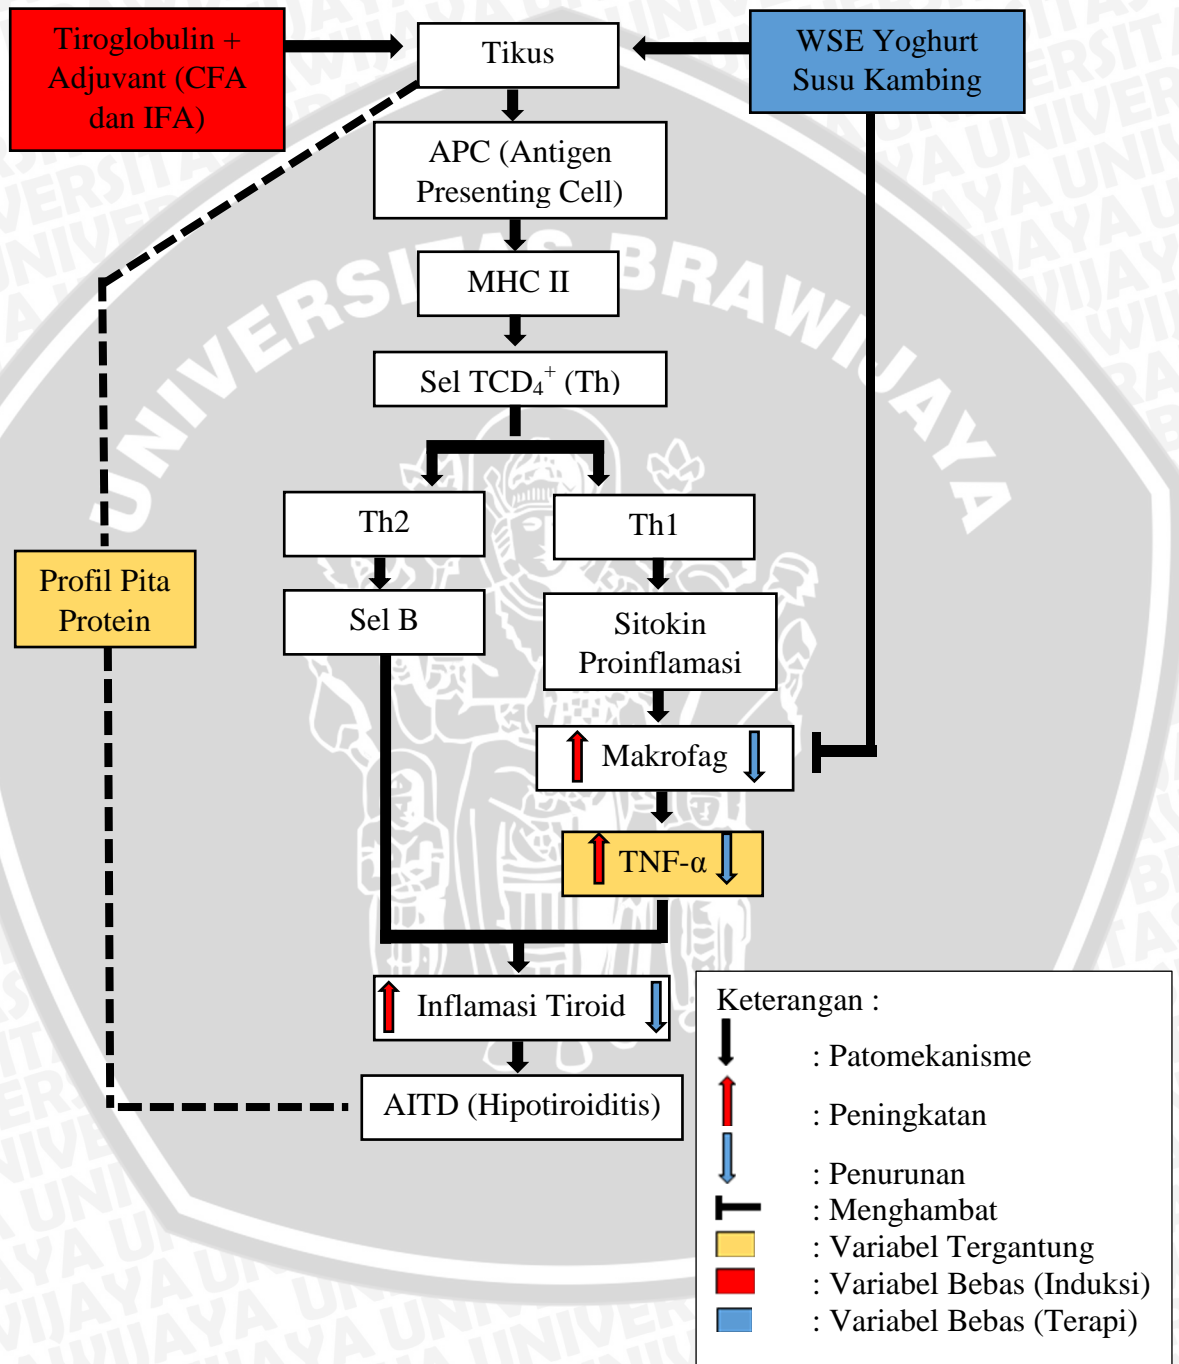 Tiroglobulin +
Adjuvant (CFA
dan IFA)
Tikus
WSE Yoghurt
Susu Kambing
APC (Antigen
Presenting Cell)
MHC II
Sel TCD₄⁺ (Th)
Th2
Th1
Profil Pita
Protein
Sel B
Sitokin
Proinflamasi
Makrofag
TNF-α
Inflamasi Tiroid
AITD (Hipotiroiditis)
Keterangan :
: Patomekanisme
: Peningkatan
: Penurunan
: Menghambat
: Variabel Tergantung
: Variabel Bebas (Induksi)
: Variabel Bebas (Terapi)
UNIVERSITAS BRAWIJAYA